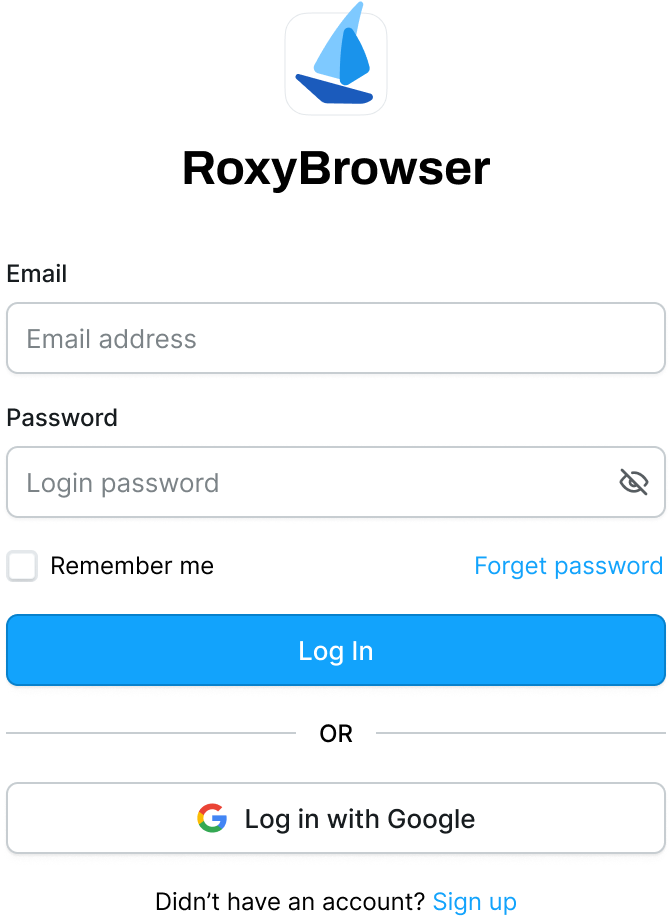 RoxyBrowser
Email
Email address
Password
Login password
Remember me Forget password
Log In
OR
Log in with Google
Didn’t have an account? Sign up